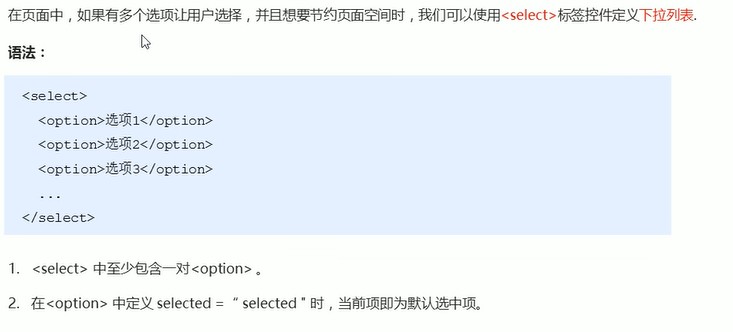 在页面中，如果有多个选项让用户选择，并且想要节约页面空间时，我们可以使用<select>标签控件定义下拉列表.
语法：
<select>
<option>选项1</option>
<option>选项2</option>
<option>选项3</option>
...
</select>
1. <select> 中至少包含一对<option> 。
2. 在<option> 中定义 selected = “ selected " 时，当前项即为默认选中项。